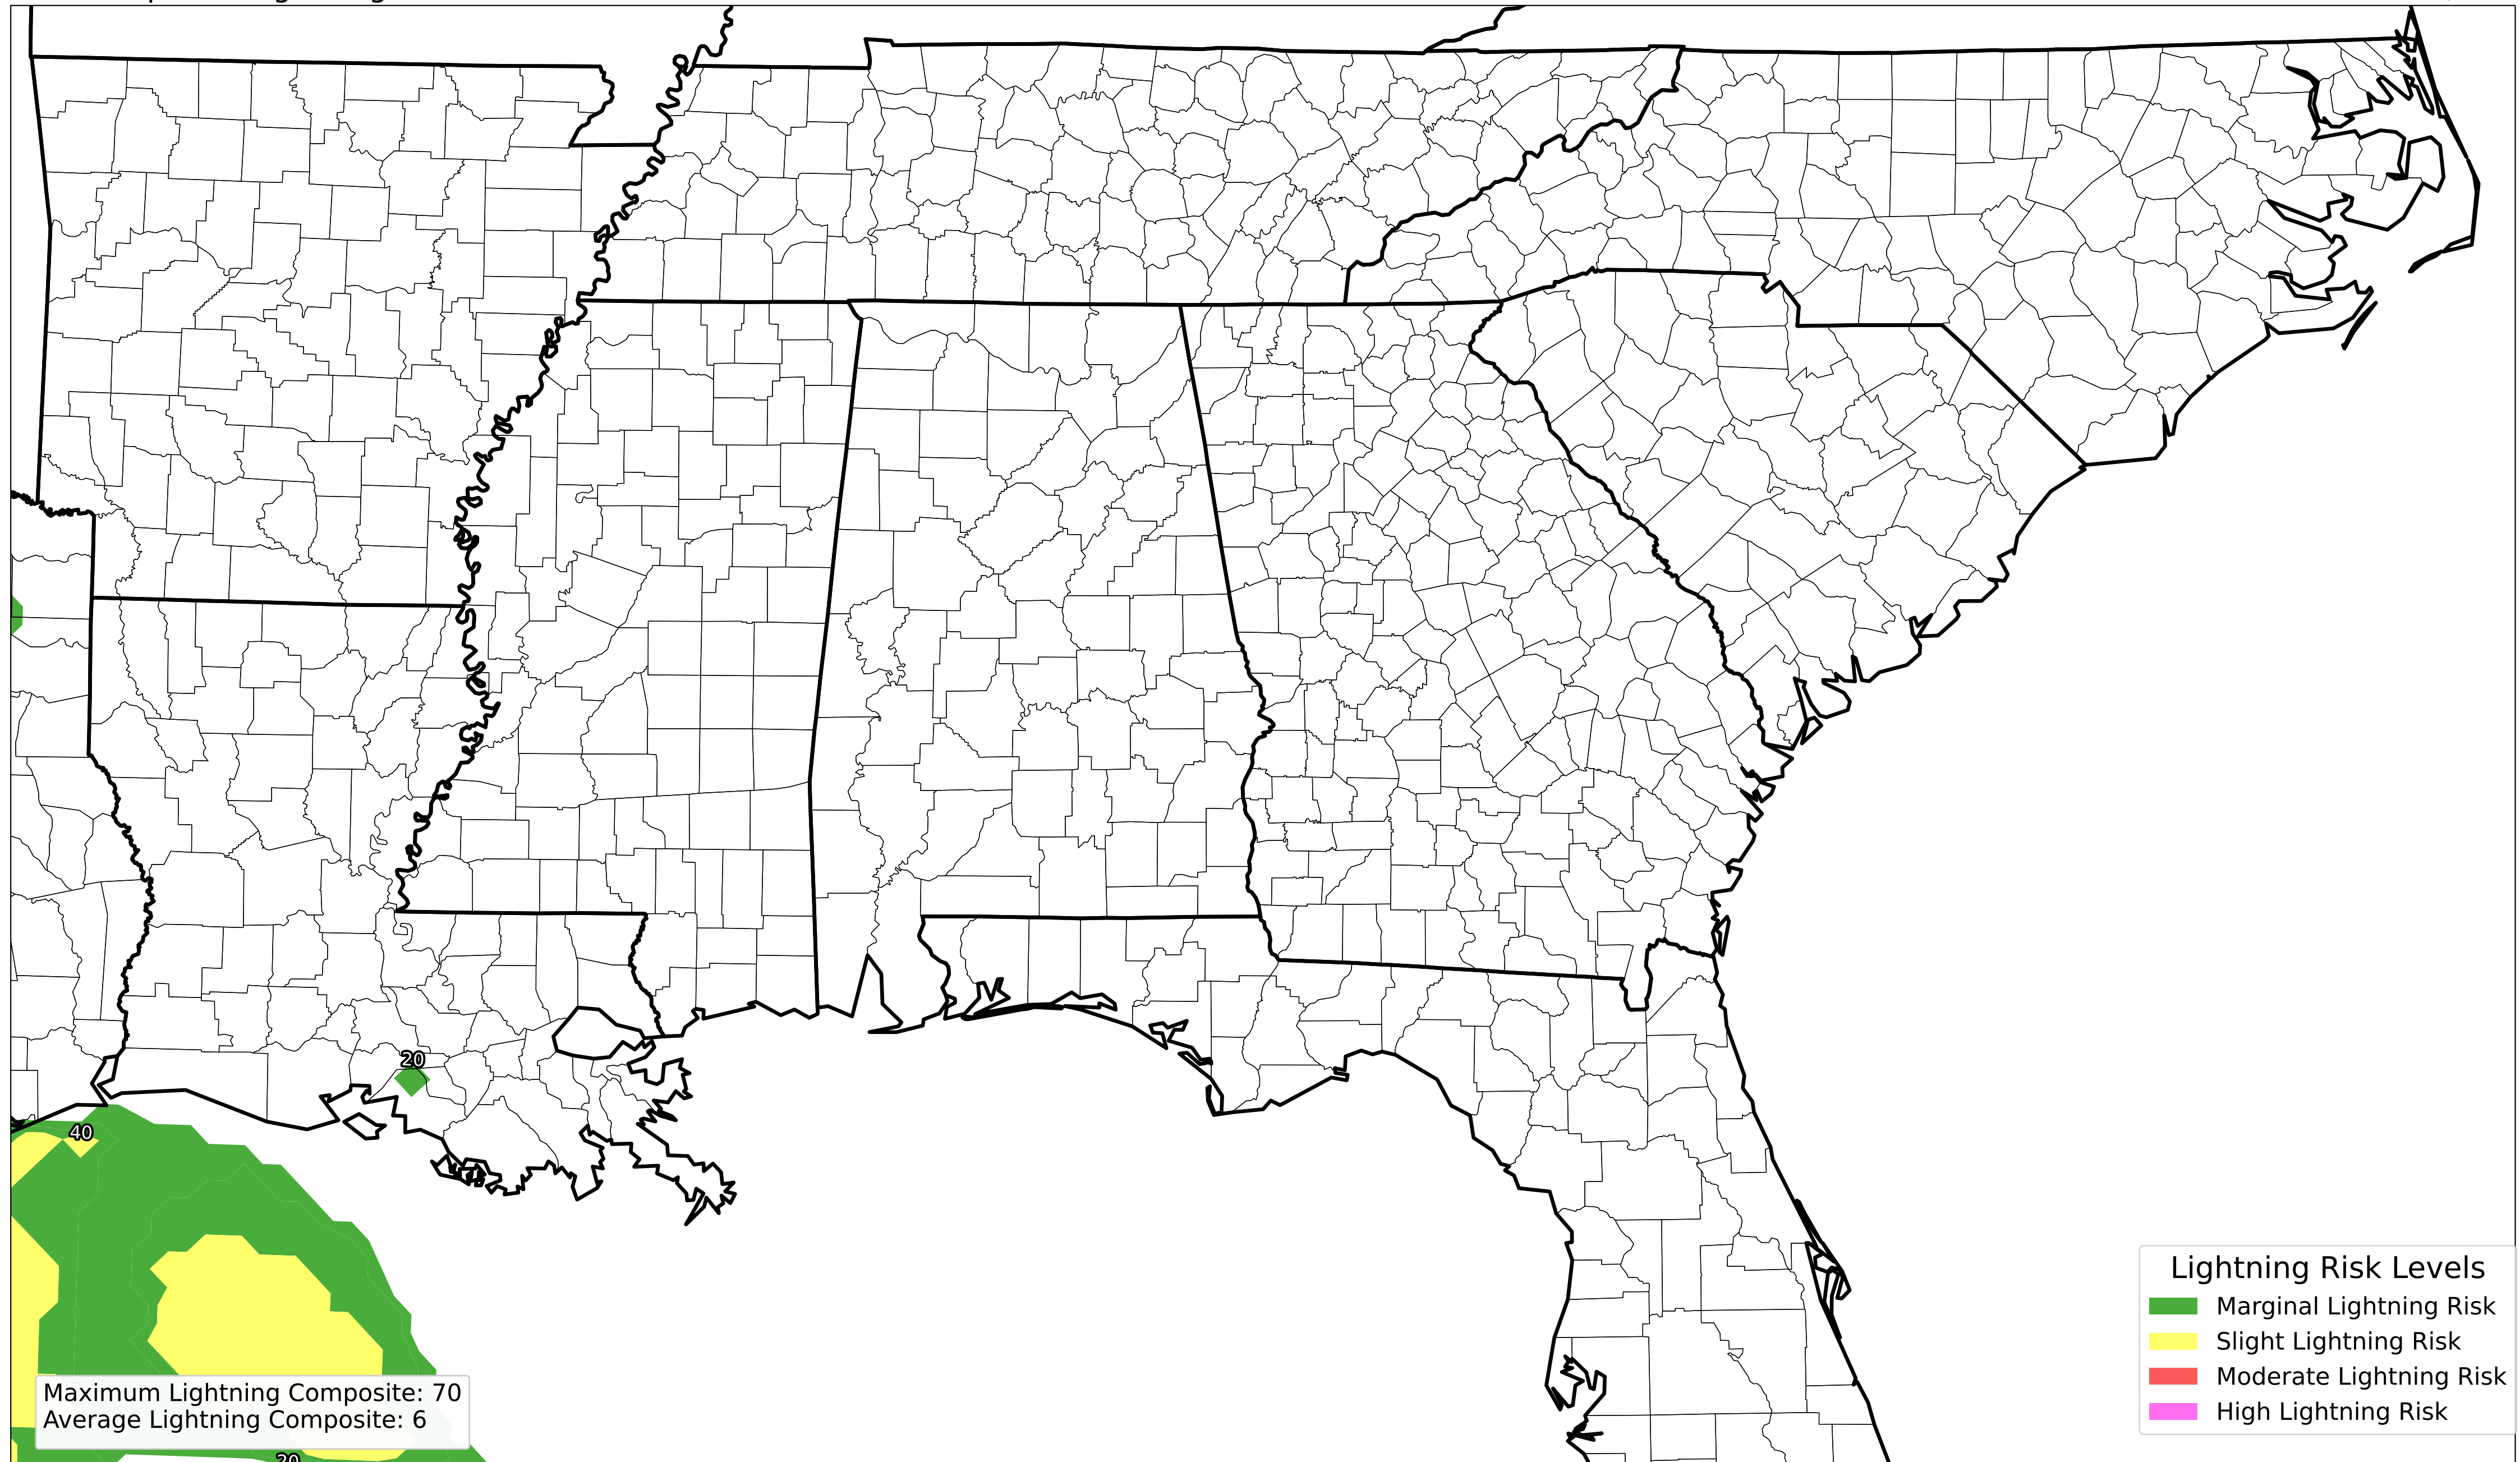 20
40
Lightning Risk Levels
Marginal Lightning Risk
Slight Lightning Risk
Moderate Lightning Risk
High Lightning Risk
Maximum Lightning Composite: 70
Average Lightning Composite: 6
20